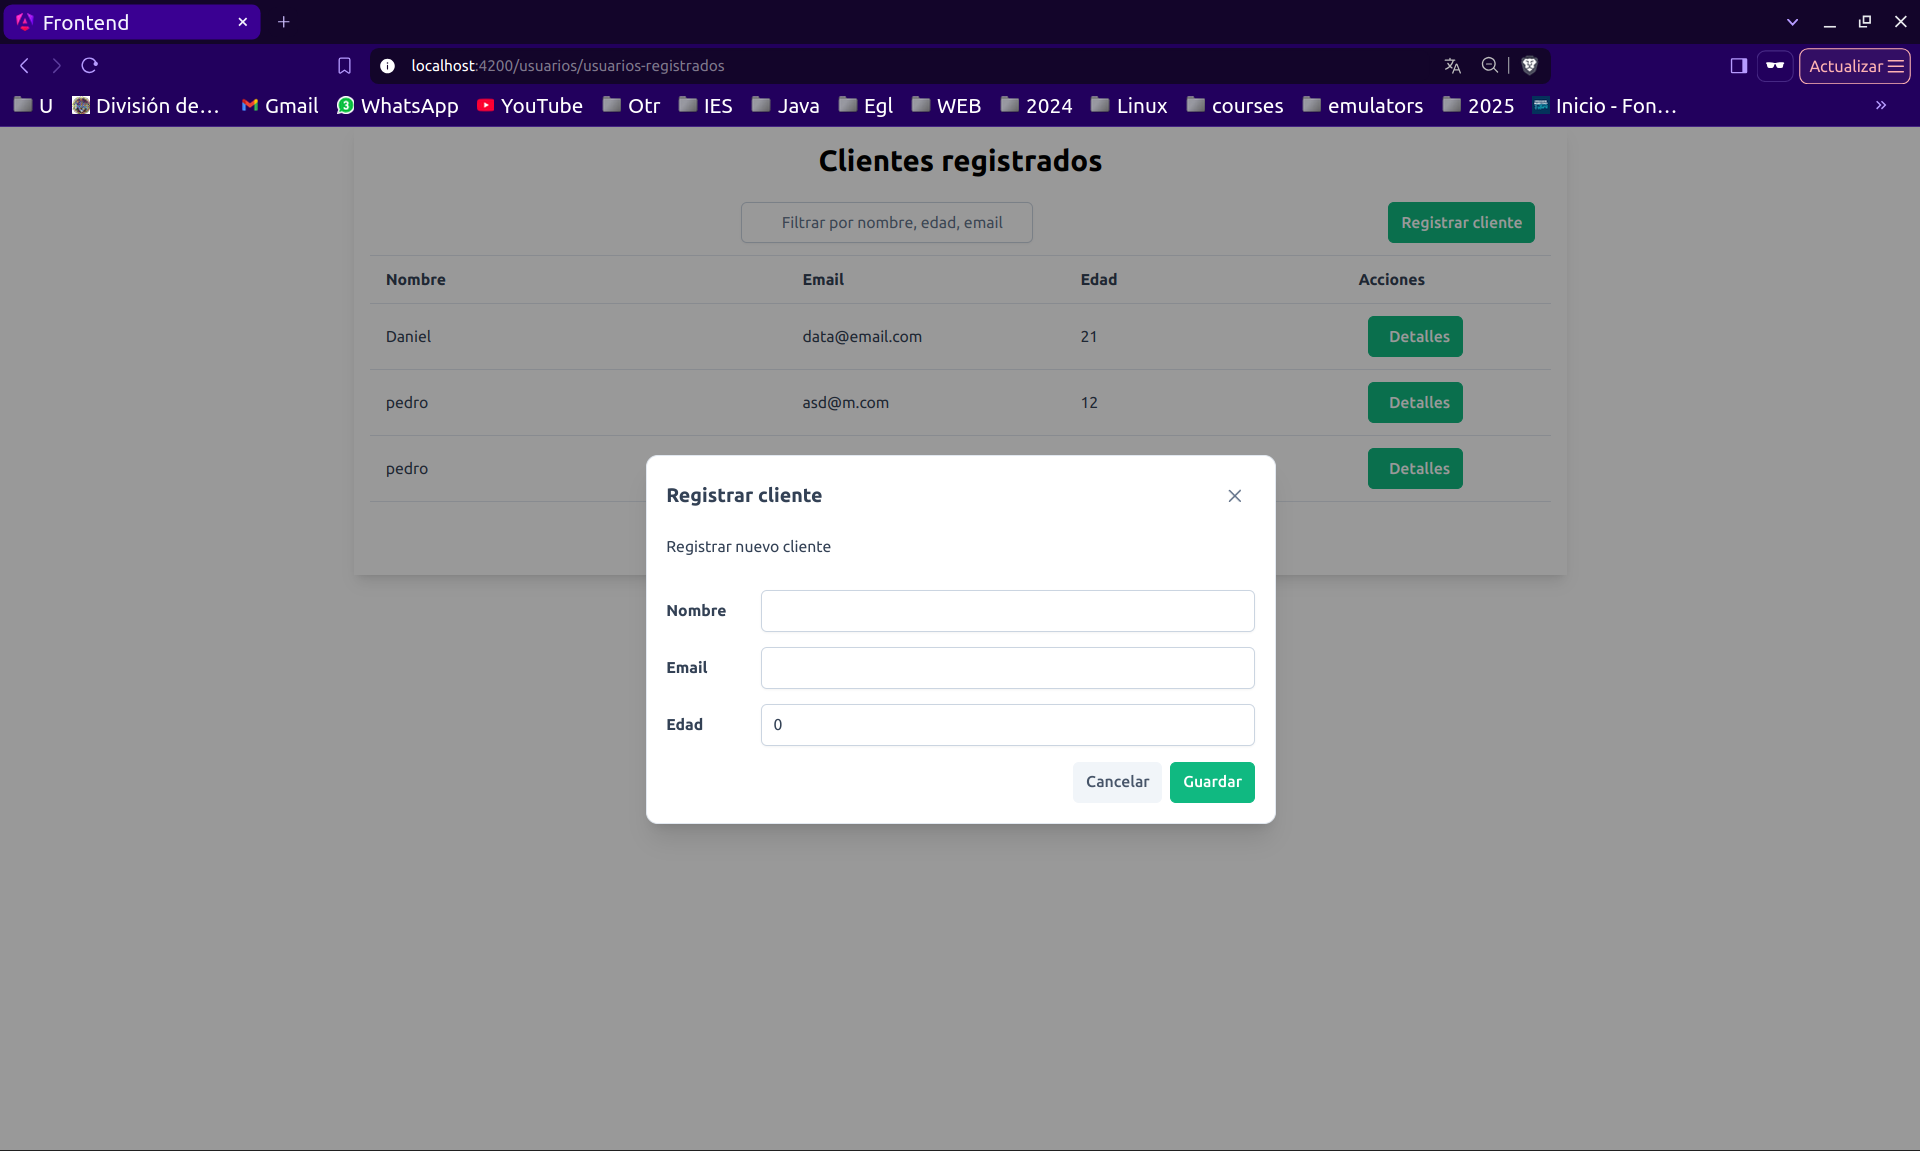 Frontend
localhost:4200/usuarios/usuarios-registrados
Actualizar
U División de... Gmail WhatsApp YouTube Otr IES Java Egl WEB 2024 Linux courses emulators 2025 Inicio - Fon...
Clientes registrados
Filtrar por nombre, edad, email
Registrar cliente
Nombre Email Edad Acciones
Daniel data@email.com 21 Detalles
pedro asd@m.com 12 Detalles
pedro Detalles
Registrar cliente
Registrar nuevo cliente
Nombre
Email
Edad 0
Cancelar Guardar